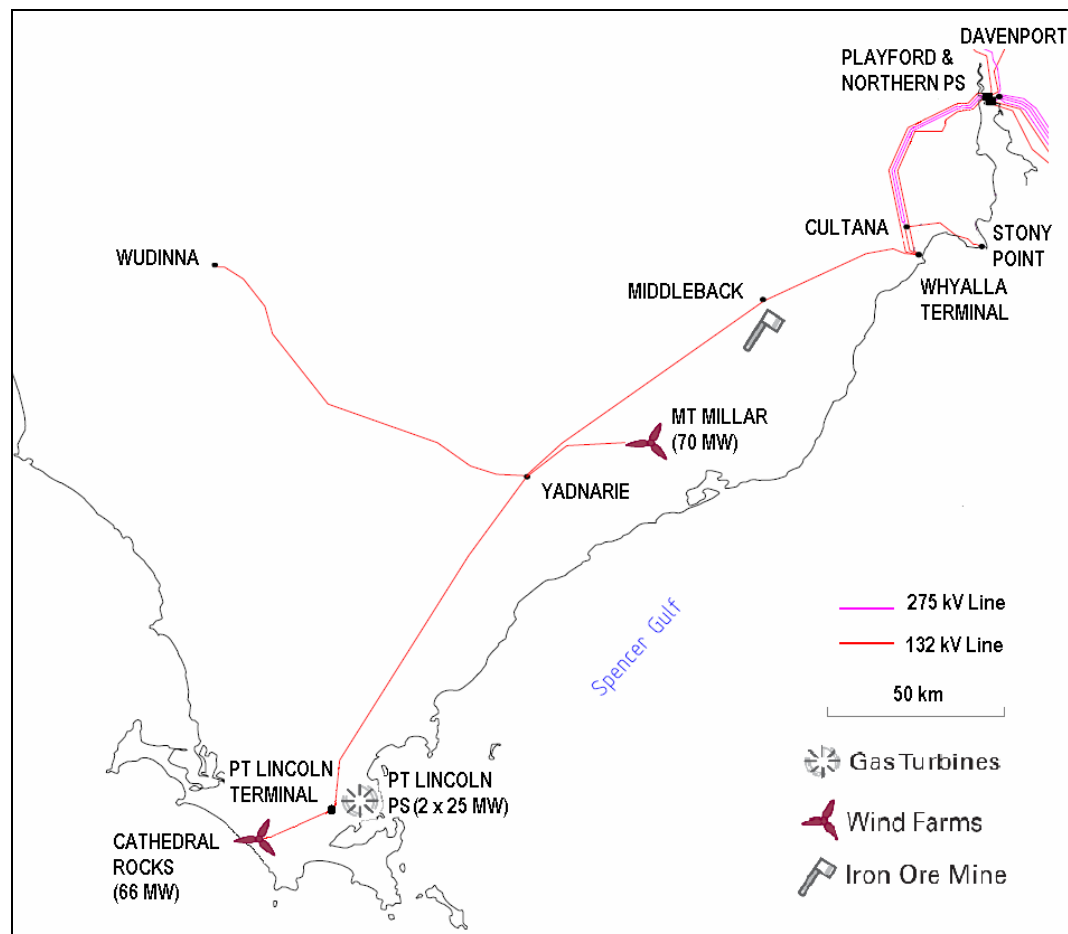 DAVENPORT
PLAYFORD &
NORTHERN PS
CULTANA
STONY
POINT
WHYALLA
TERMINAL
WUDINNA
MIDDLEBACK
MT MILLAR
(70 MW)
YADNARIE
Spencer Gulf
PT LINCOLN
TERMINAL
PT LINCOLN
PS (2 x 25 MW)
CATHEDRAL
ROCKS
(66 MW)
275 kV Line
132 kV Line
50 km
Gas Turbines
Wind Farms
Iron Ore Mine